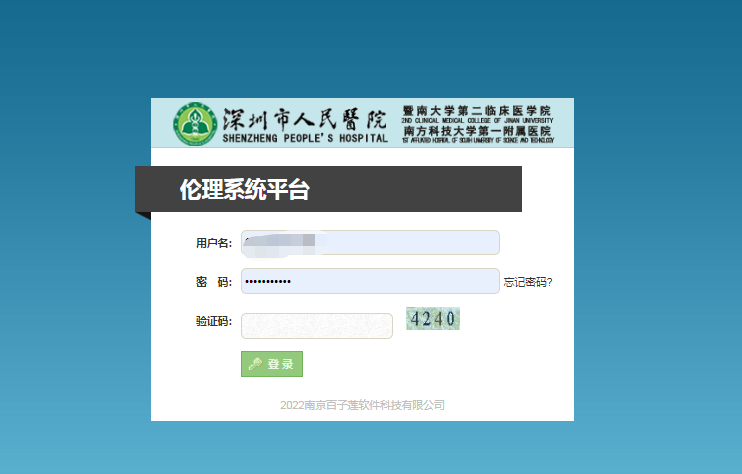 深圳市人民醫院
SHENZHENG PEOPLE'S HOSPITAL
暨南大学第二临床医学院
2ND CLINICAL MEDICAL COLLEGE OF JINAN UNIVERSITY
南方科技大学第一附属医院
1ST AFFILIATED HOSPITAL OF SOUTH UNIVERSITY OF SCIENCE AND TECHNOLOGY
伦理系统平台
用户名:
密 码: ••••••••••• 忘记密码?
验证码: 4240
登录
2022南京百子莲软件科技有限公司